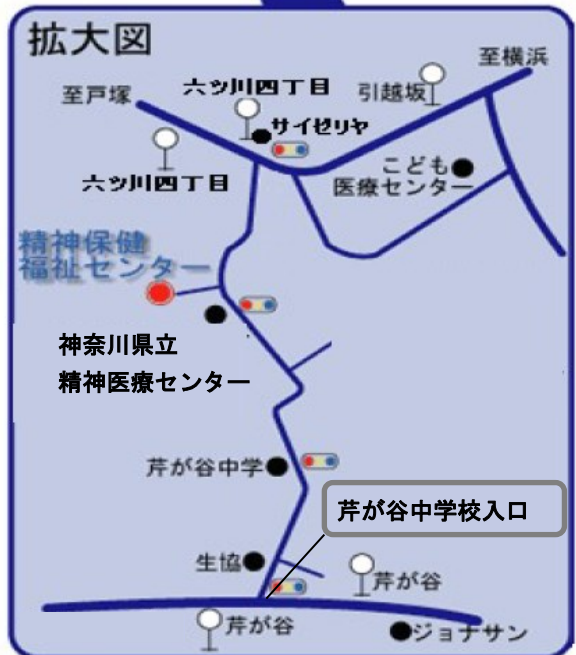 拡大図
至横浜
至戸塚
六ツ川四丁目
引越坂
サイゼリヤ
六ツ川四丁目
こども
医療センター
精神保健
福祉センター
神奈川県立
精神医療センター
芹が谷中学
芹が谷中学校入口
生協
芹が谷
芹が谷
ジョナサン